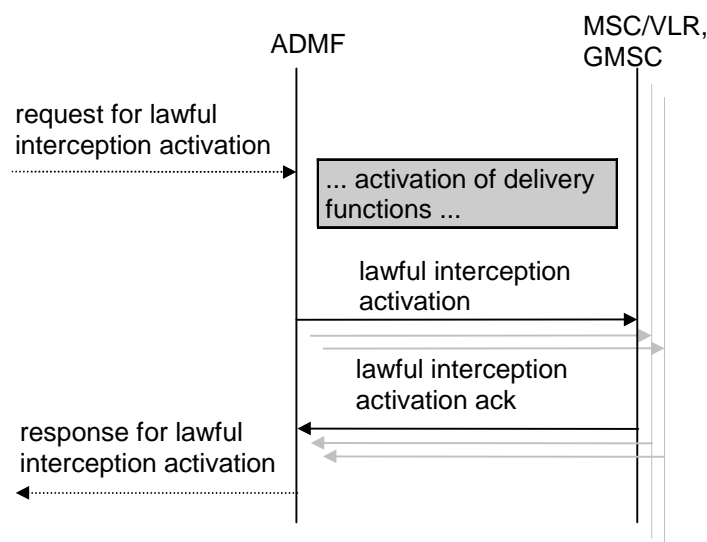 ADMF
MSC/VLR,
GMSC
request for lawful
interception activation
... activation of delivery
functions ...
lawful interception
activation
lawful interception
activation ack
response for lawful
interception activation